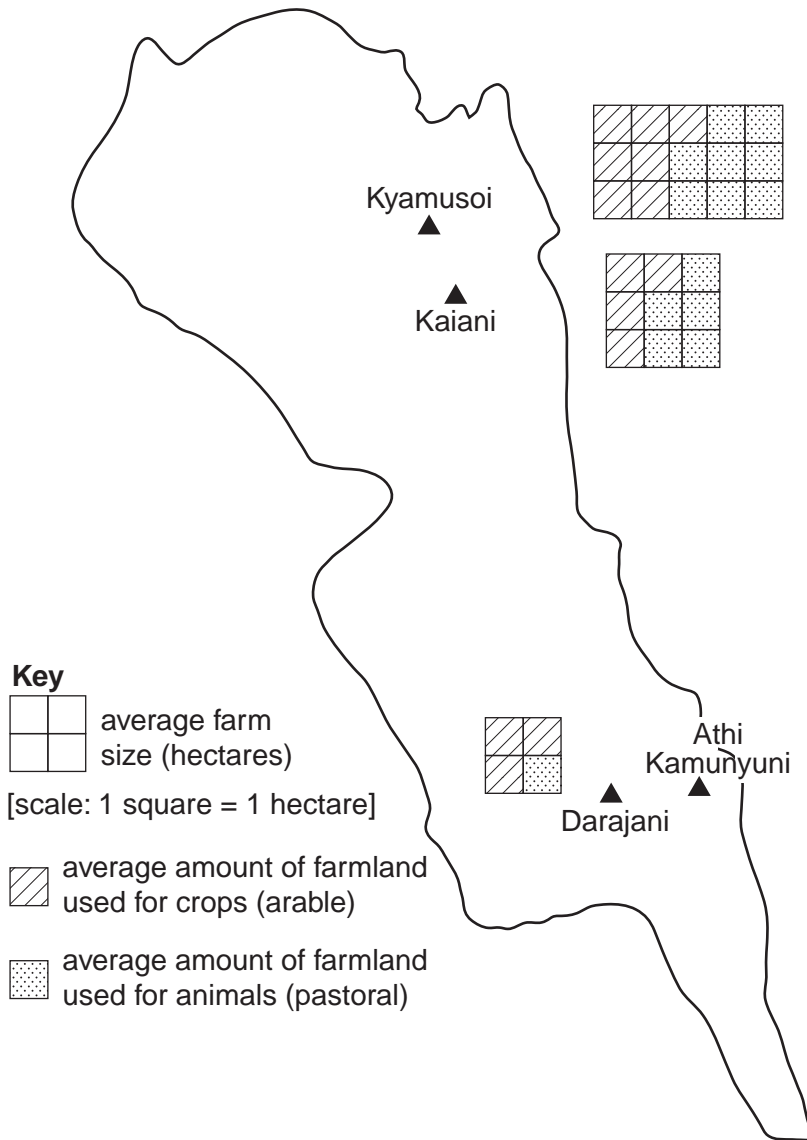 Kyamusoi
Kaiani
Key
average farm
size (hectares)
[scale: 1 square = 1 hectare]
Athi
Kamunyuni
Darajani
average amount of farmland
used for crops (arable)
average amount of farmland
used for animals (pastoral)